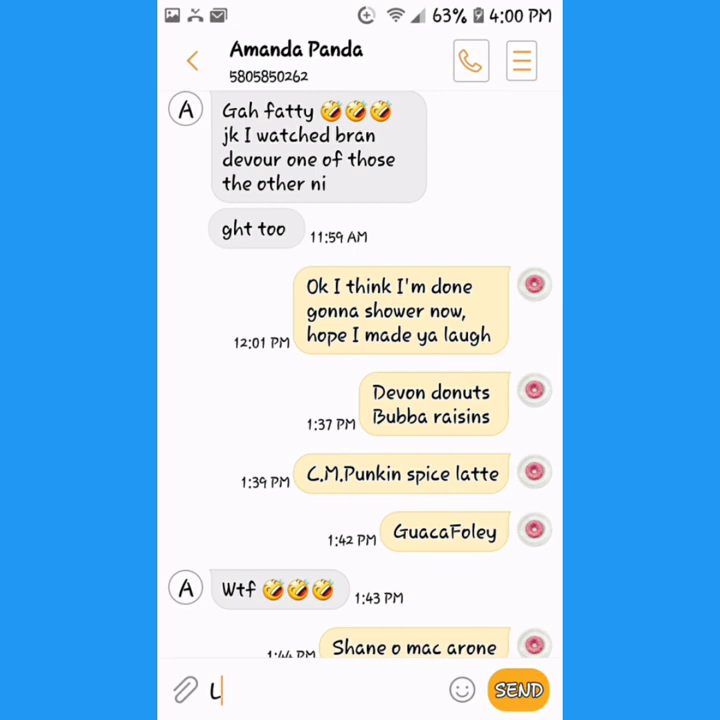 63% 4:00 PM
Amanda Panda
5805850262
A
Gah fatty 🤣🤣🤣
jk I watched bran
devour one of those
the other ni
ght too
11:59 AM
Ok I think I'm done
gonna shower now,
hope I made ya laugh
12:01 PM
Devon donuts
Bubba raisins
1:37 PM
C.M.Punkin spice latte
1:39 PM
GuacaFoley
1:42 PM
A
Wtf 🤣🤣🤣
1:43 PM
Shane o mac arone
1:44 PM
L
SEND